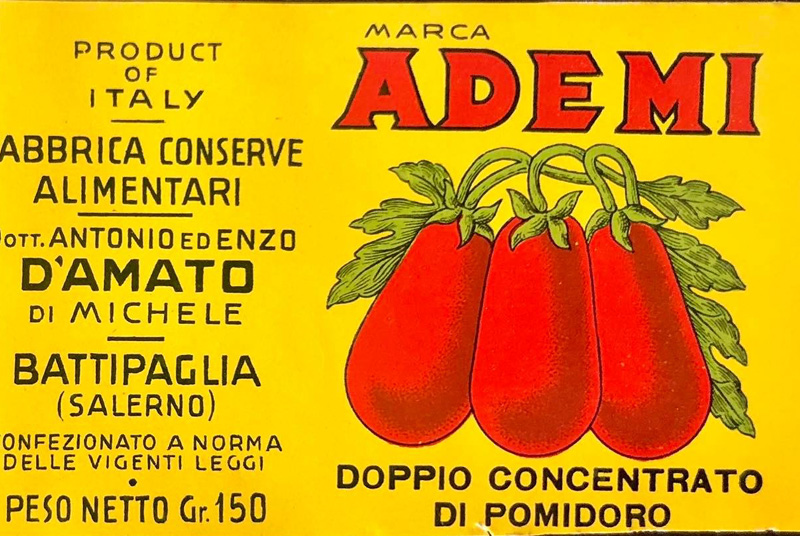 PRODUCT
OF
ITALY
ABBRICA CONSERVE
ALIMENTARI
OTT. ANTONIO ED ENZO
D'AMATO
DI MICHELE
BATTIPAGLIA
(SALERNO)
ONFEZIONATO A NORMA
DELLE VIGENTI LEGGI
PESO NETTO Gr. 150
MARCA
ADEMI
DOPPIO CONCENTRATO
DI POMIDORO